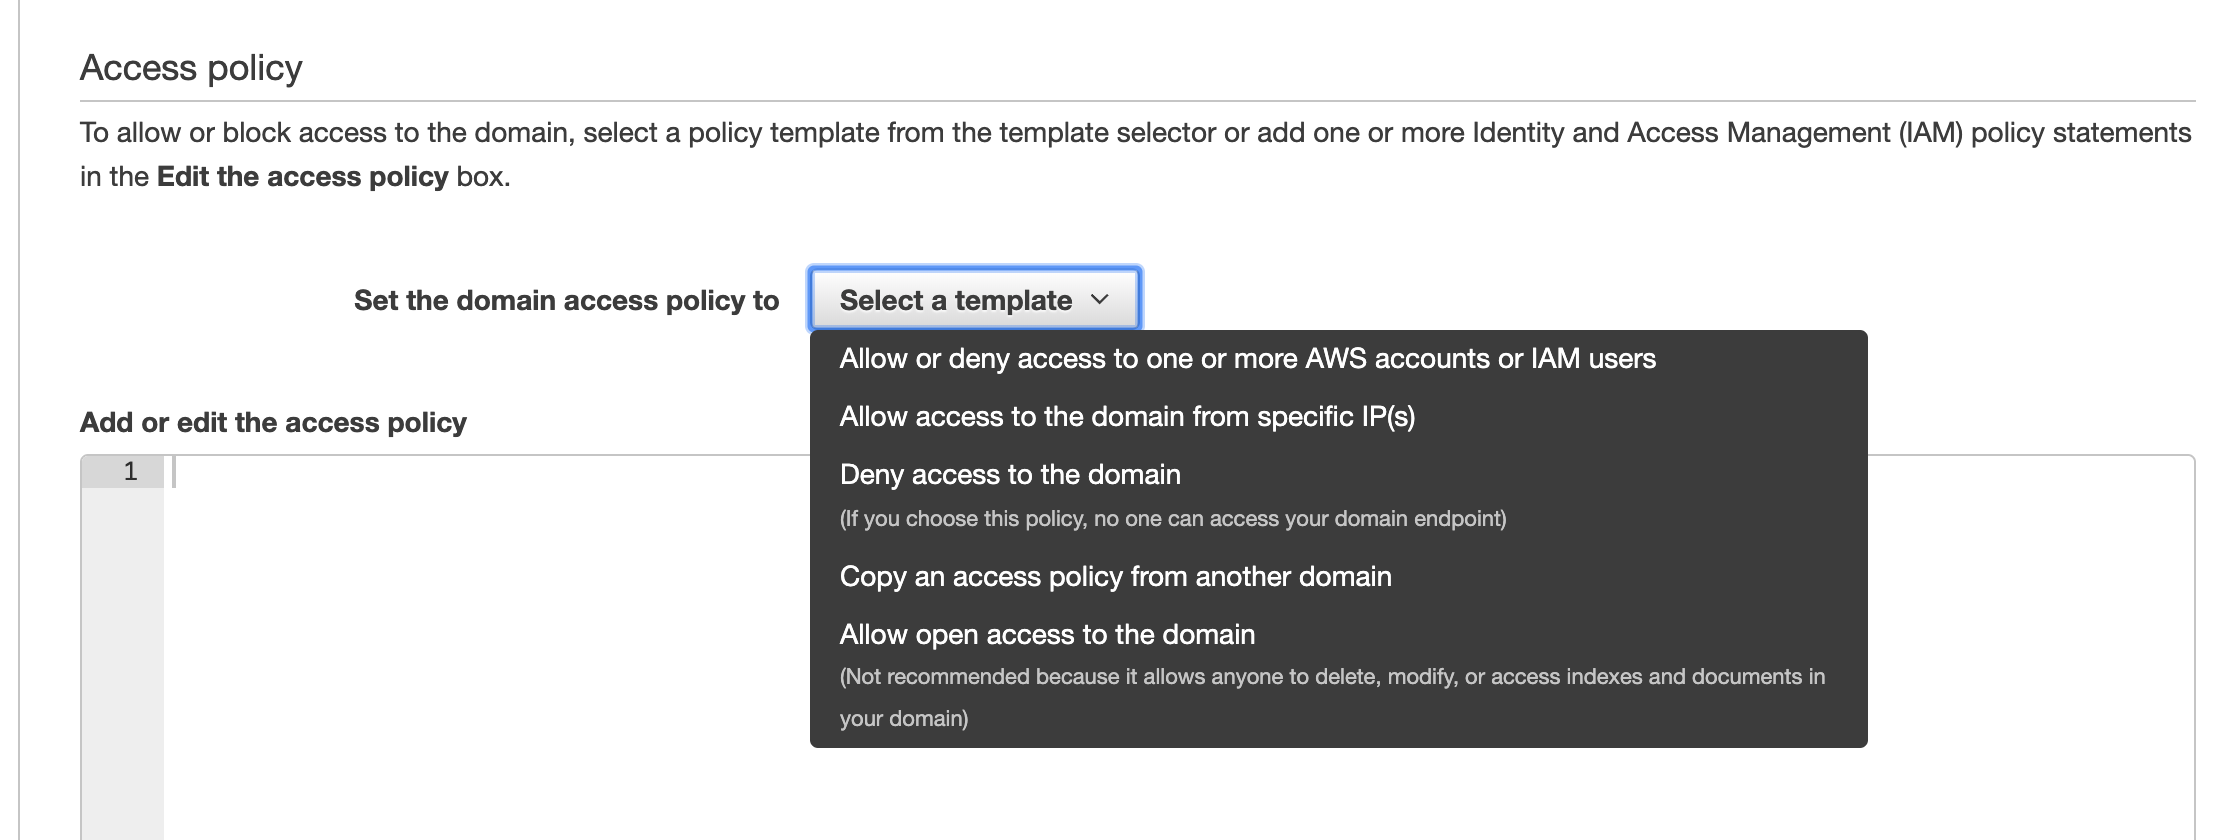 Access policy
To allow or block access to the domain, select a policy template from the template selector or add one or more Identity and Access Management (IAM) policy statements
in the Edit the access policy box.
Set the domain access policy to
Select a template
Allow or deny access to one or more AWS accounts or IAM users
Allow access to the domain from specific IP(s)
Deny access to the domain
(If you choose this policy, no one can access your domain endpoint)
Copy an access policy from another domain
Allow open access to the domain
(Not recommended because it allows anyone to delete, modify, or access indexes and documents in
your domain)
Add or edit the access policy
1